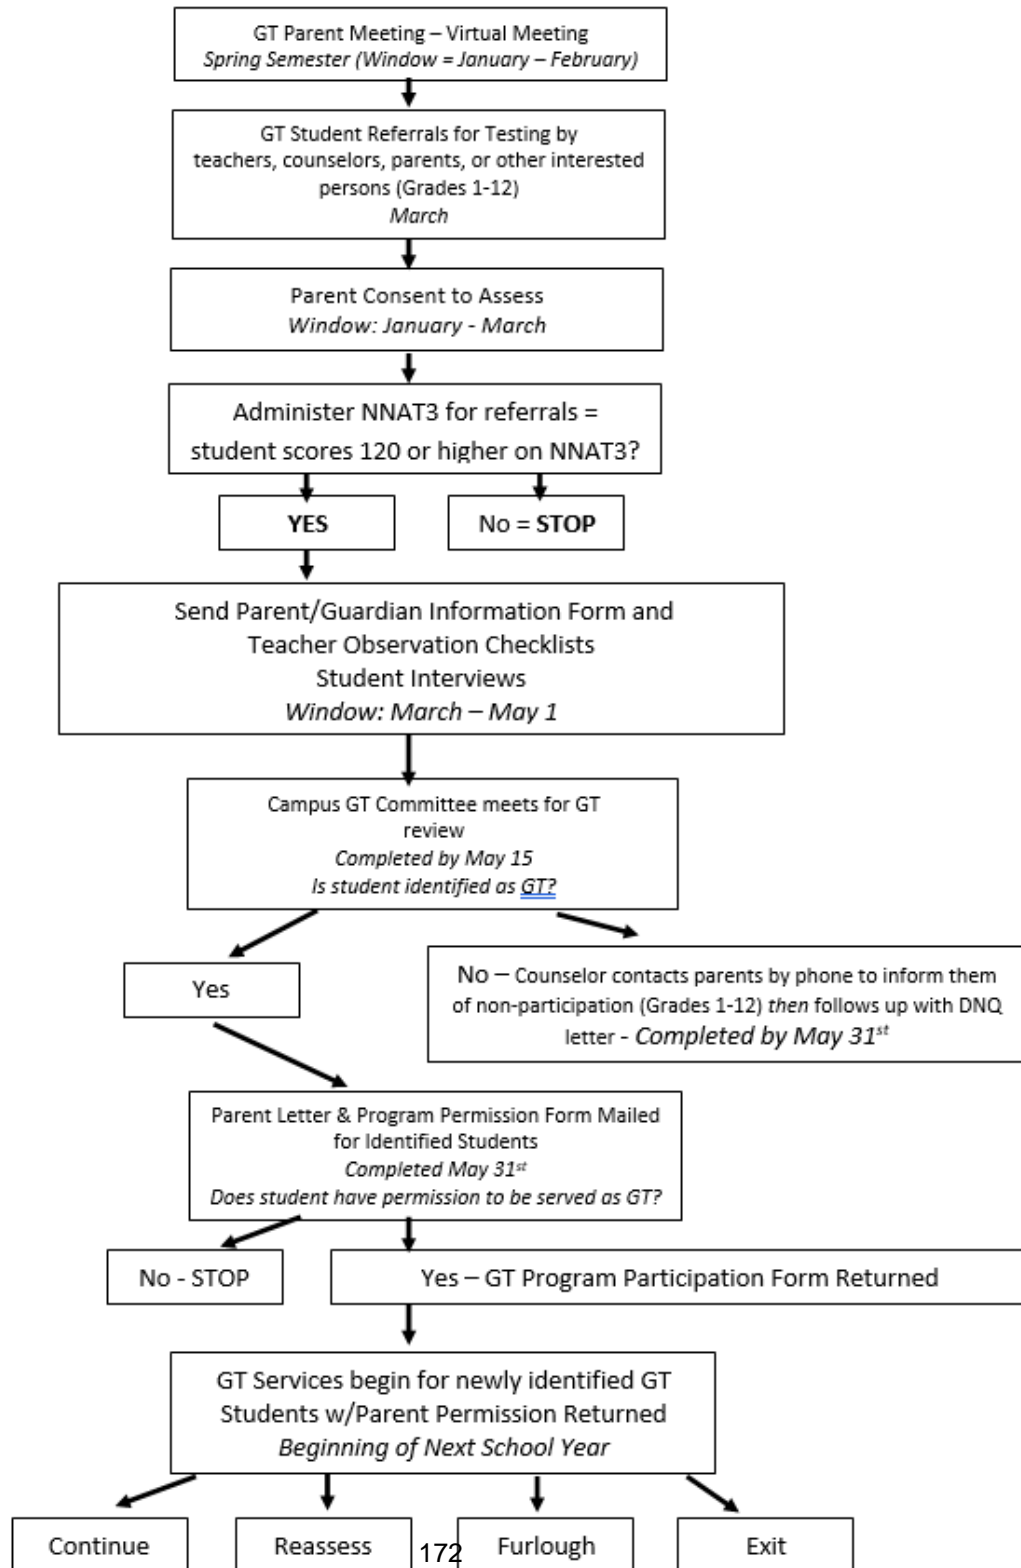 GT Parent Meeting – Virtual Meeting
Spring Semester (Window = January – February)
GT Student Referrals for Testing by
teachers, counselors, parents, or other interested
persons (Grades 1-12)
March
Parent Consent to Assess
Window: January - March
Administer NNAT3 for referrals =
student scores 120 or higher on NNAT3?
YES
No = STOP
Send Parent/Guardian Information Form and
Teacher Observation Checklists
Student Interviews
Window: March – May 1
Campus GT Committee meets for GT
review
Completed by May 15
Is student identified as GT?
Yes
No – Counselor contacts parents by phone to inform them
of non-participation (Grades 1-12) then follows up with DNQ
letter - Completed by May 31st
Parent Letter & Program Permission Form Mailed
for Identified Students
Completed May 31st
Does student have permission to be served as GT?
No - STOP
Yes – GT Program Participation Form Returned
GT Services begin for newly identified GT
Students w/Parent Permission Returned
Beginning of Next School Year
Continue
Reassess
Furlough
Exit
172